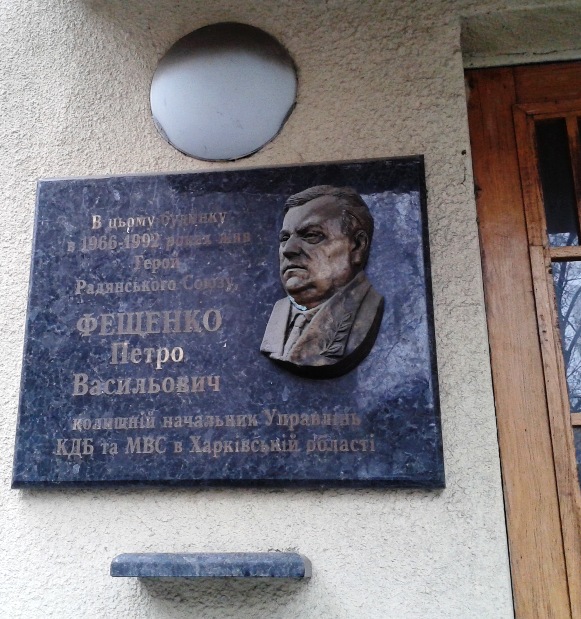 В цьому будинку
в 1966-1992 роках жив
Герой
Радянського Союзу,
ФЕЩЕНКО
Петро
Васильович
колишній начальник Управлінь
КДБ та МВС в Харківській області